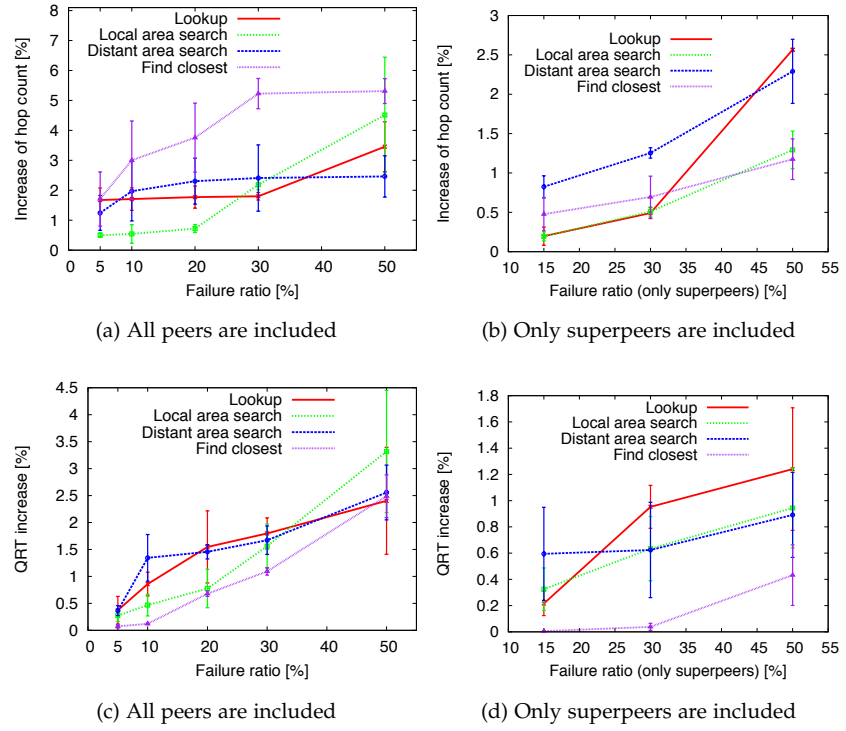 Increase of hop count [%]
8
7
6
5
4
3
2
1
0
Lookup
Local area search
Distant area search
Find closest
0 5 10 20 30 40 50
Failure ratio [%]
(a) All peers are included
Increase of hop count [%]
3
2.5
2
1.5
1
0.5
0
Lookup
Local area search
Distant area search
Find closest
10 15 20 25 30 35 40 45 50 55
Failure ratio (only superpeers) [%]
(b) Only superpeers are included
QRT increase [%]
4.5
4
3.5
3
2.5
2
1.5
1
0.5
0
Lookup
Local area search
Distant area search
Find closest
0 5 10 20 30 40 50
Failure ratio [%]
(c) All peers are included
QRT increase [%]
1.8
1.6
1.4
1.2
1
0.8
0.6
0.4
0.2
0
Lookup
Local area search
Distant area search
Find closest
10 15 20 25 30 35 40 45 50 55
Failure ratio (only superpeers) [%]
(d) Only superpeers are included